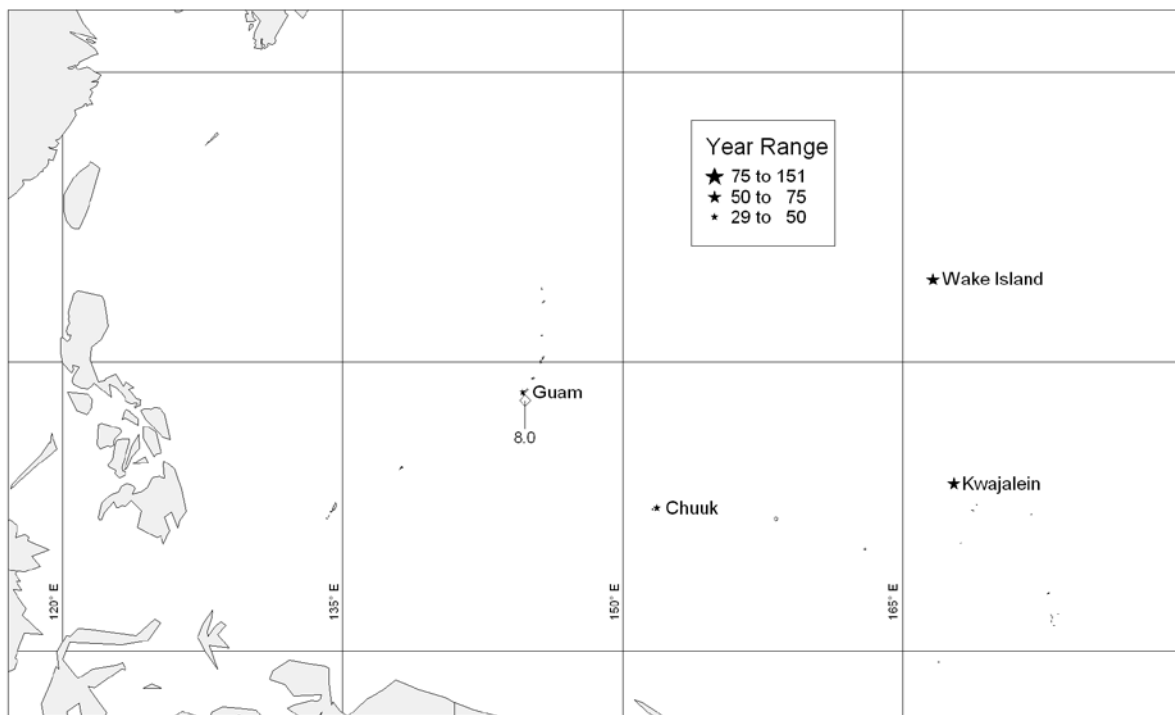 Year Range
75 to 151
50 to 75
29 to 50
Wake Island
Guam
8.0
Kwajalein
Chuuk
120° E
135° E
150° E
165° E